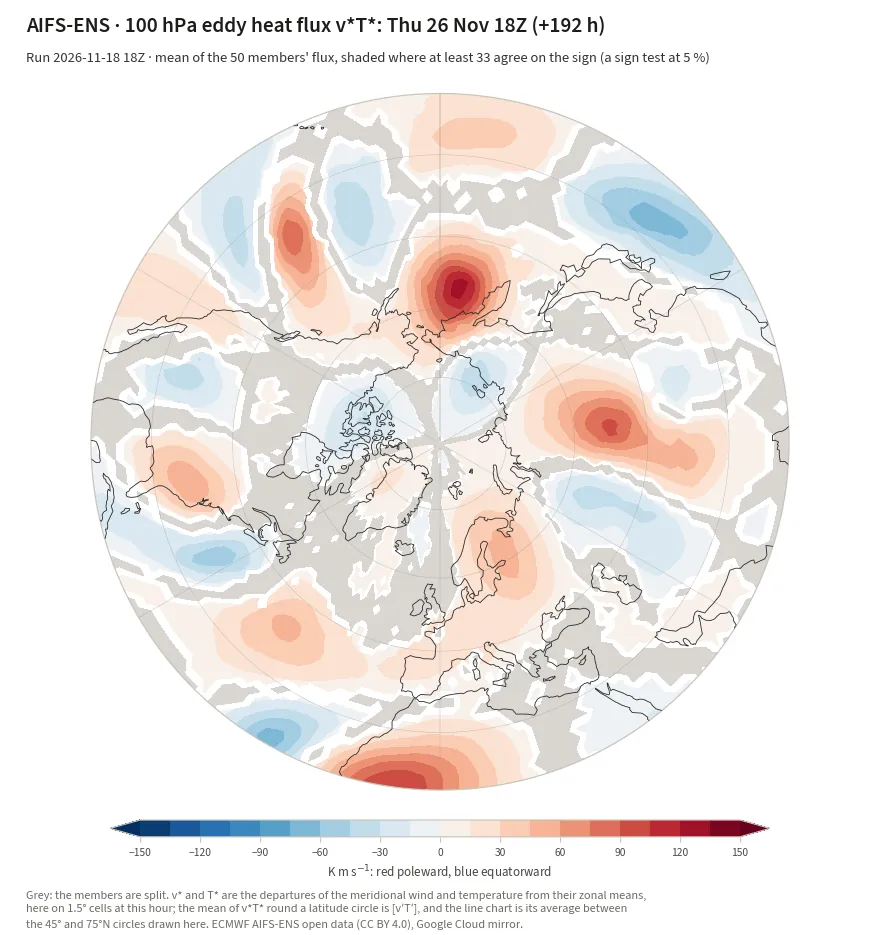 AIFS-ENS · 100 hPa eddy heat flux v*T*: Thu 26 Nov 18Z (+192 h)
Run 2026-11-18 18Z · mean of the 50 members' flux, shaded where at least 33 agree on the sign (a sign test at 5 %)
−150 −120 −90 −60 −30 0 30 60 90 120 150
K m s⁻¹: red poleward, blue equatorward
Grey: the members are split. v* and T* are the departures of the meridional wind and temperature from their zonal means,
here on 1.5° cells at this hour; the mean of v*T* round a latitude circle is [v′T′], and the line chart is its average between
the 45° and 75°N circles drawn here. ECMWF AIFS-ENS open data (CC BY 4.0), Google Cloud mirror.